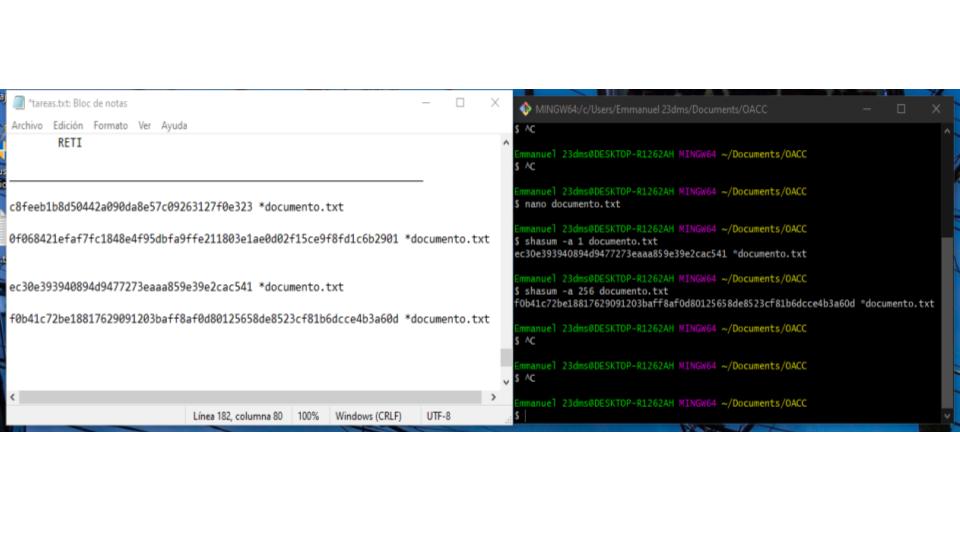 *tareas.txt: Bloc de notas
Archivo Edición Formato Ver Ayuda
RETI
c8feeb1b8d50442a090da8e57c09263127f0e323 *documento.txt
0f068421efaf7fc1848e4f95dbfa9ffe211803e1ae0d02f15ce9f8fd1c6b2901 *documento.txt
ec30e393940894d9477273eaaa859e39e2cac541 *documento.txt
f0b41c72be18817629091203baff8af0d80125658de8523cf81b6dcce4b3a60d *documento.txt
Línea 182, columna 80 100% Windows (CRLF) UTF-8
MINGW64:/c/Users/Emmanuel 23dms/Documents/OACC
$ ^C
Emmanuel 23dms@DESKTOP-R1262AH MINGW64 ~/Documents/OACC
$ ^C
Emmanuel 23dms@DESKTOP-R1262AH MINGW64 ~/Documents/OACC
$ nano documento.txt
Emmanuel 23dms@DESKTOP-R1262AH MINGW64 ~/Documents/OACC
$ shasum -a 1 documento.txt
ec30e393940894d9477273eaaa859e39e2cac541 *documento.txt
Emmanuel 23dms@DESKTOP-R1262AH MINGW64 ~/Documents/OACC
$ shasum -a 256 documento.txt
f0b41c72be18817629091203baff8af0d80125658de8523cf81b6dcce4b3a60d *documento.txt
Emmanuel 23dms@DESKTOP-R1262AH MINGW64 ~/Documents/OACC
$ ^C
Emmanuel 23dms@DESKTOP-R1262AH MINGW64 ~/Documents/OACC
$ ^C
Emmanuel 23dms@DESKTOP-R1262AH MINGW64 ~/Documents/OACC
$